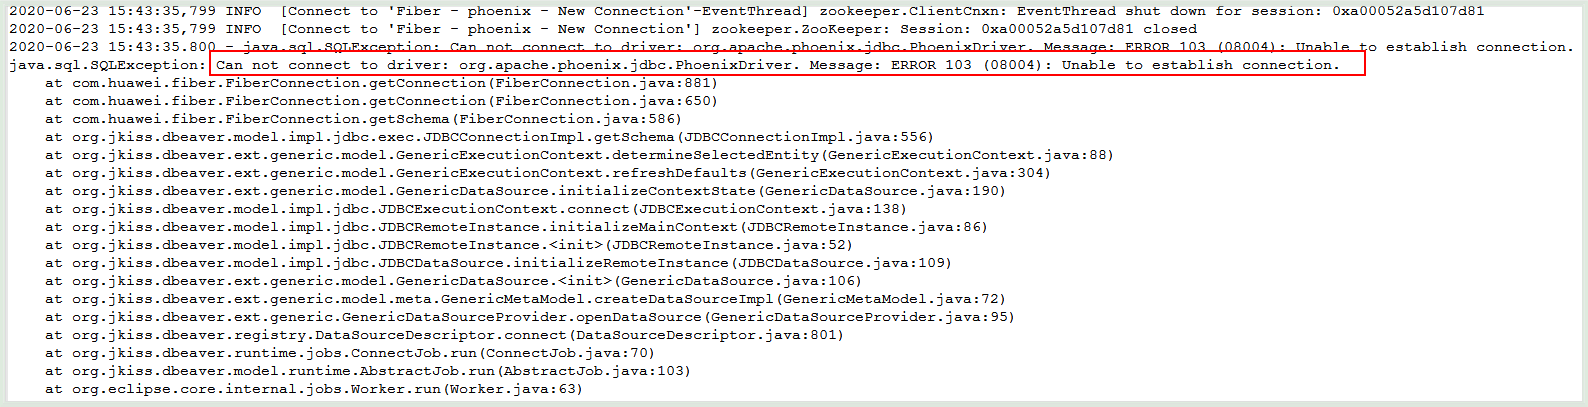 2020-06-23 15:43:35,799 INFO  [Connect to 'Fiber - phoenix - New Connection'-EventThread] zookeeper.ClientCnxn: EventThread shut down for session: 0xa00052a5d107d81
2020-06-23 15:43:35,799 INFO  [Connect to 'Fiber - phoenix - New Connection'] zookeeper.ZooKeeper: Session: 0xa00052a5d107d81 closed
2020-06-23 15:43:35.800 - java.sql.SQLException: Can not connect to driver: org.apache.phoenix.jdbc.PhoenixDriver. Message: ERROR 103 (08004): Unable to establish connection.
java.sql.SQLException: Can not connect to driver: org.apache.phoenix.jdbc.PhoenixDriver. Message: ERROR 103 (08004): Unable to establish connection.
    at com.huawei.fiber.FiberConnection.getConnection(FiberConnection.java:881)
    at com.huawei.fiber.FiberConnection.getConnection(FiberConnection.java:650)
    at com.huawei.fiber.FiberConnection.getSchema(FiberConnection.java:586)
    at org.jkiss.dbeaver.model.impl.jdbc.exec.JDBCConnectionImpl.getSchema(JDBCConnectionImpl.java:556)
    at org.jkiss.dbeaver.ext.generic.model.GenericExecutionContext.determineSelectedEntity(GenericExecutionContext.java:88)
    at org.jkiss.dbeaver.ext.generic.model.GenericExecutionContext.refreshDefaults(GenericExecutionContext.java:304)
    at org.jkiss.dbeaver.ext.generic.model.GenericDataSource.initializeContextState(GenericDataSource.java:190)
    at org.jkiss.dbeaver.model.impl.jdbc.JDBCExecutionContext.connect(JDBCExecutionContext.java:138)
    at org.jkiss.dbeaver.model.impl.jdbc.JDBCRemoteInstance.initializeMainContext(JDBCRemoteInstance.java:86)
    at org.jkiss.dbeaver.model.impl.jdbc.JDBCRemoteInstance.<init>(JDBCRemoteInstance.java:52)
    at org.jkiss.dbeaver.model.impl.jdbc.JDBCDataSource.initializeRemoteInstance(JDBCDataSource.java:109)
    at org.jkiss.dbeaver.ext.generic.model.GenericDataSource.<init>(GenericDataSource.java:106)
    at org.jkiss.dbeaver.ext.generic.model.meta.GenericMetaModel.createDataSourceImpl(GenericMetaModel.java:72)
    at org.jkiss.dbeaver.ext.generic.GenericDataSourceProvider.openDataSource(GenericDataSourceProvider.java:95)
    at org.jkiss.dbeaver.registry.DataSourceDescriptor.connect(DataSourceDescriptor.java:801)
    at org.jkiss.dbeaver.runtime.jobs.ConnectJob.run(ConnectJob.java:70)
    at org.jkiss.dbeaver.model.runtime.AbstractJob.run(AbstractJob.java:103)
    at org.eclipse.core.internal.jobs.Worker.run(Worker.java:63)